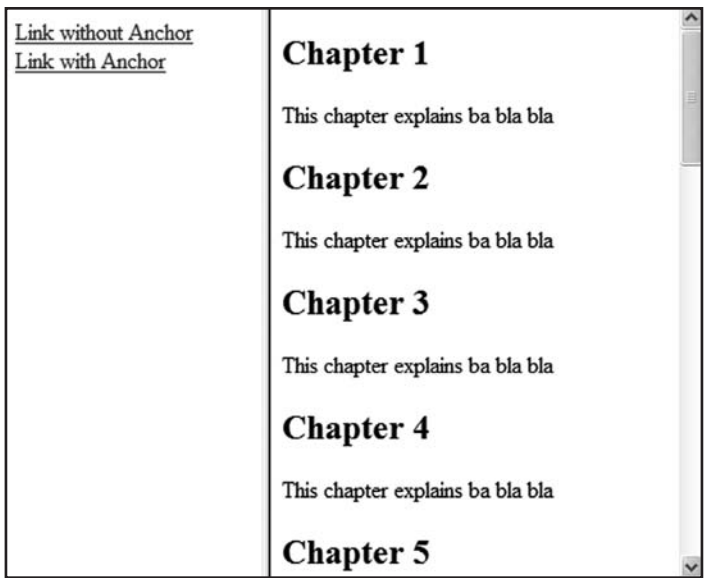 Link without Anchor
Link with Anchor
Chapter 1
This chapter explains ba bla bla
Chapter 2
This chapter explains ba bla bla
Chapter 3
This chapter explains ba bla bla
Chapter 4
This chapter explains ba bla bla
Chapter 5